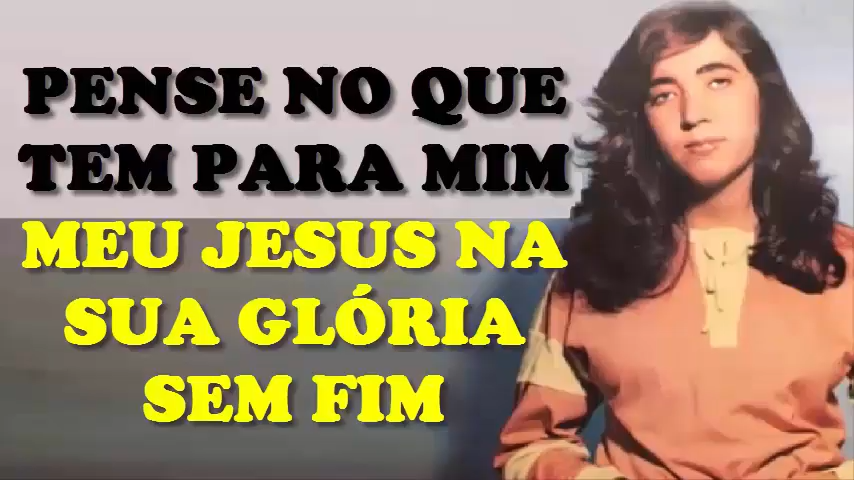 PENSE NO QUE
TEM PARA MIM
MEU JESUS NA
SUA GLÓRIA
SEM FIM